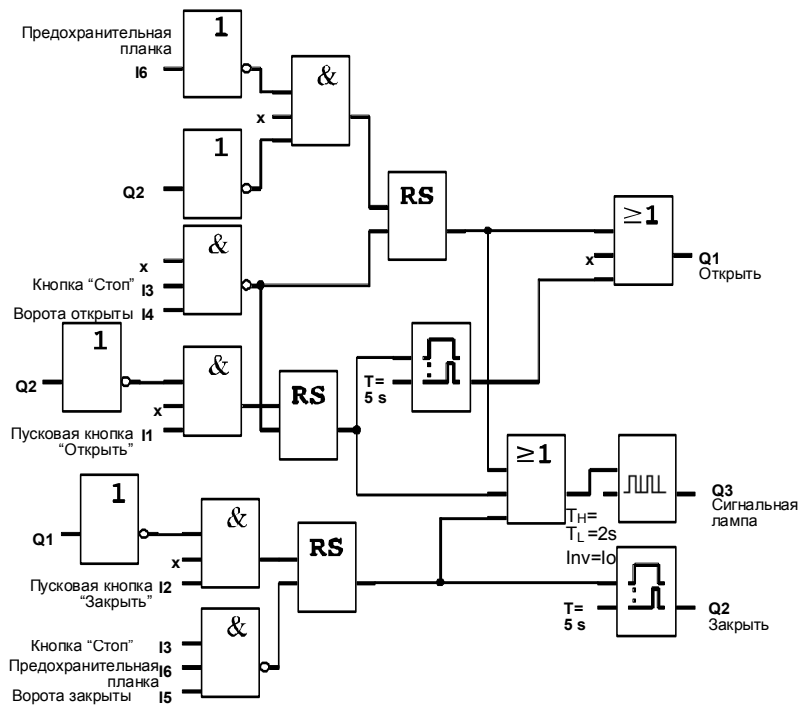 1
Предохранительная
планка
I6
&
x
1
Q2
RS
&
x
Кнопка “Стоп” I3
Ворота открыты I4
≥1
x
Q1
Открыть
1
Q2
&
x
Пусковая кнопка I1
“Открыть”
RS
T=
5 s
≥1
Q3
Сигнальная
лампа
TH=
TL=2s
Inv=Io
1
Q1
&
x
Пусковая кнопка I2
“Закрыть”
RS
T=
5 s
Q2
Закрыть
&
Кнопка “Стоп” I3
Предохранительная I6
планка
Ворота закрыты I5